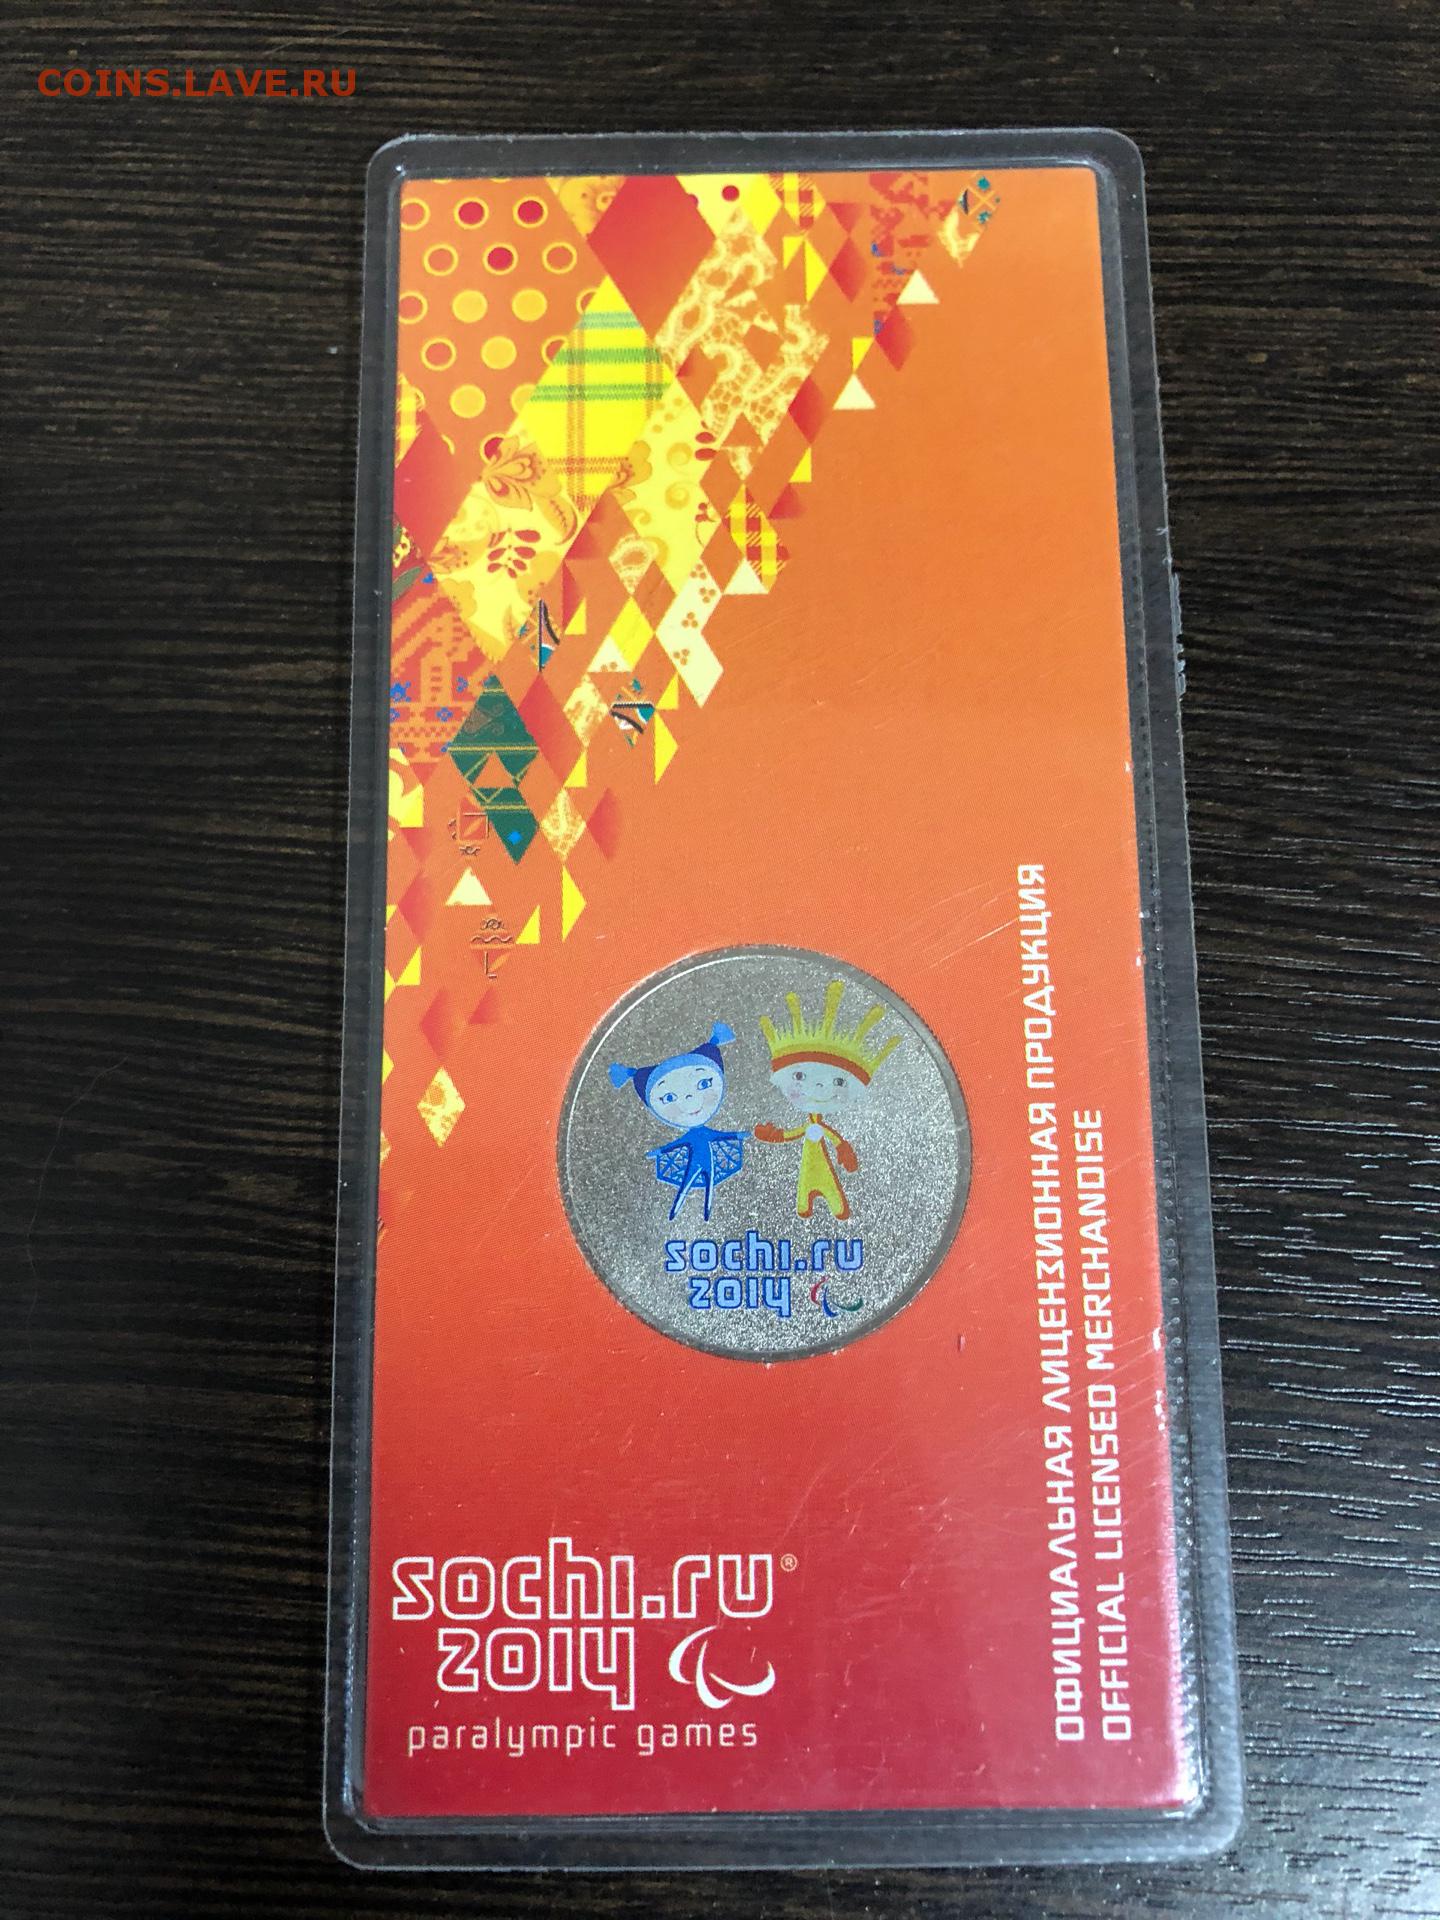 COINS.LAVE.RU
sochi.ru
2014
sochi.ru®
2014
paralympic games
ОФИЦИАЛЬНАЯ ЛИЦЕНЗИОННАЯ ПРОДУКЦИЯ
OFFICIAL LICENSED MERCHANDISE